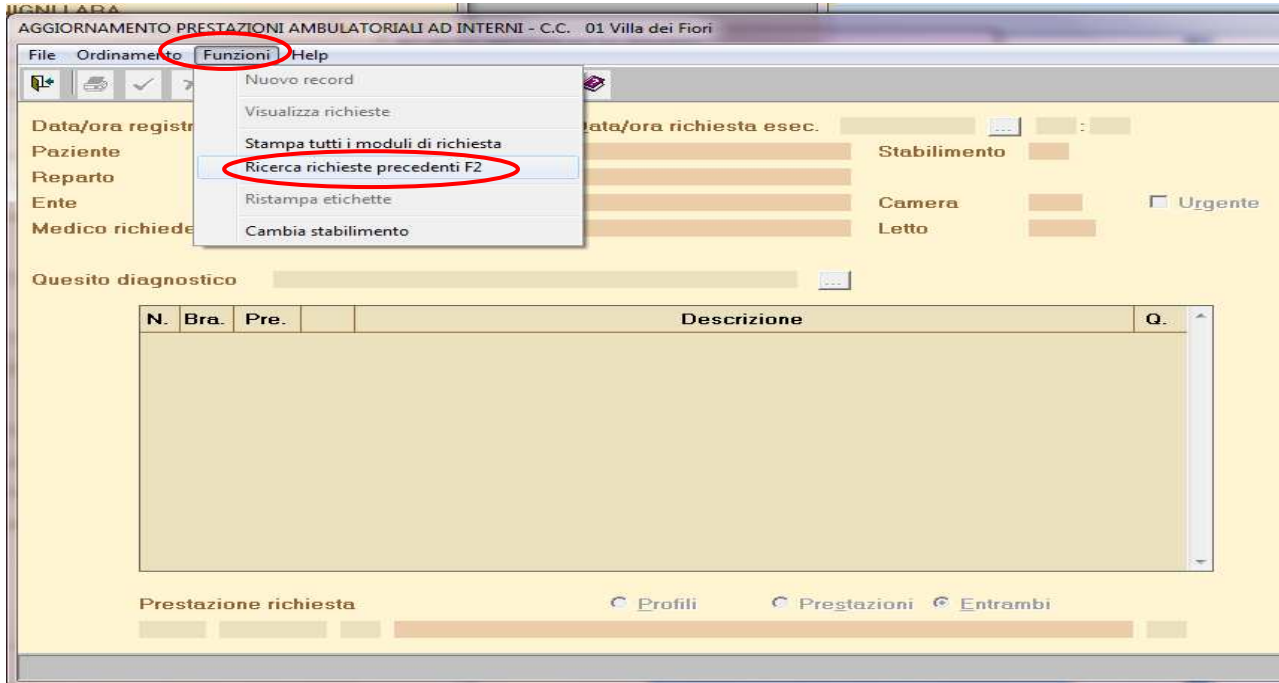 AGGIORNAMENTO PRESTAZIONI AMBULATORIALI AD INTERNI - C.C. 01 Villa dei Fiori
File Ordinamento Funzioni Help
Nuovo record
Visualizza richieste
Stampa tutti i moduli di richiesta
Ricerca richieste precedenti F2
Ristampa etichette
Cambia stabilimento
Data/ora registr ata/ora richiesta esec. ... :
Paziente Stabilimento
Reparto
Ente Camera Urgente
Medico richiede Letto
Quesito diagnostico ...
N. Bra. Pre. Descrizione Q.
Prestazione richiesta Profili Prestazioni Entrambi